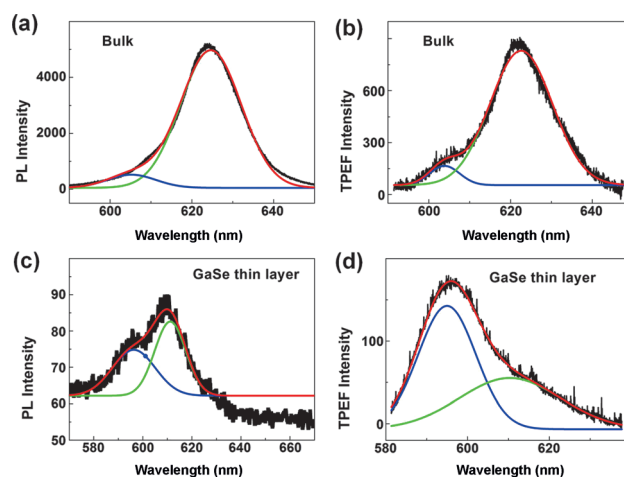 (a)
Bulk
PL Intensity
4000
2000
0
600
620
640
Wavelength (nm)
(b)
Bulk
TPEF Intensity
900
600
300
0
600
620
640
Wavelength (nm)
(c)
GaSe thin layer
PL Intensity
90
80
70
60
50
580
600
620
640
660
Wavelength (nm)
(d)
GaSe thin layer
TPEF Intensity
100
0
580
600
620
Wavelength (nm)